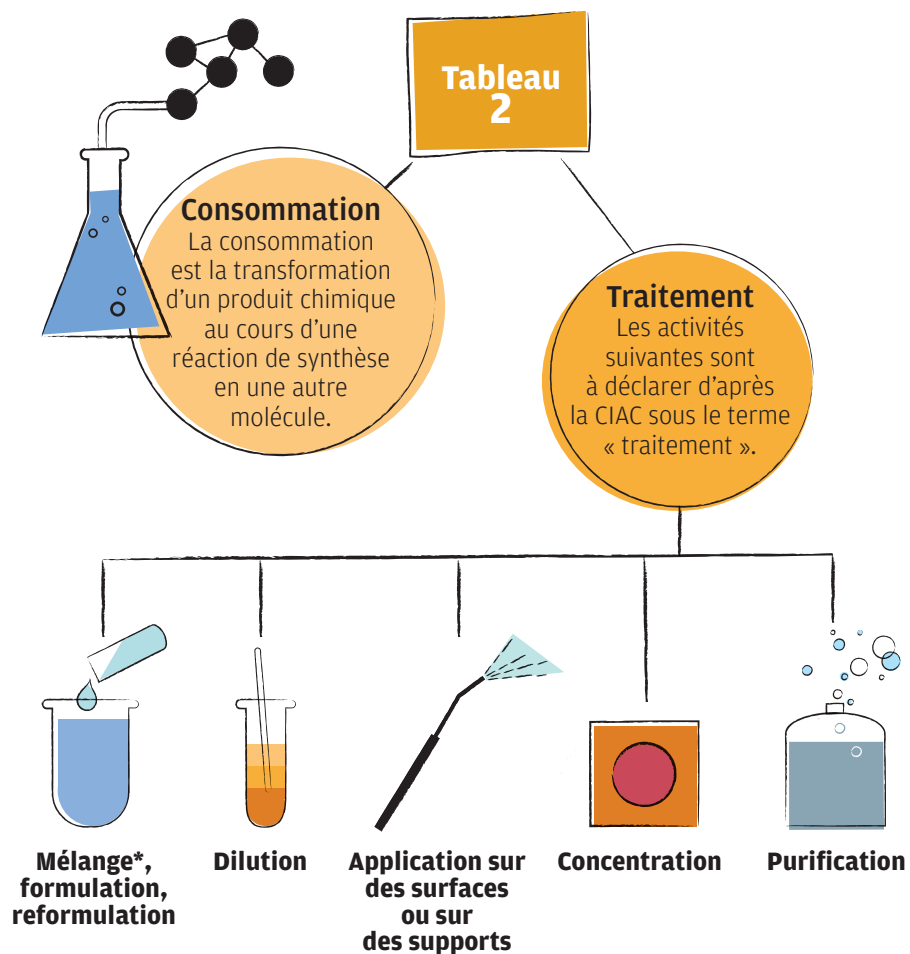 Tableau
2
Consommation
La consommation
est la transformation
d'un produit chimique
au cours d'une
réaction de synthèse
en une autre
molécule.
Traitement
Les activités
suivantes sont
à déclarer d'après
la CIAC sous le terme
« traitement ».
Mélange*,
formulation,
reformulation
Dilution
Application sur
des surfaces
ou sur
des supports
Concentration
Purification